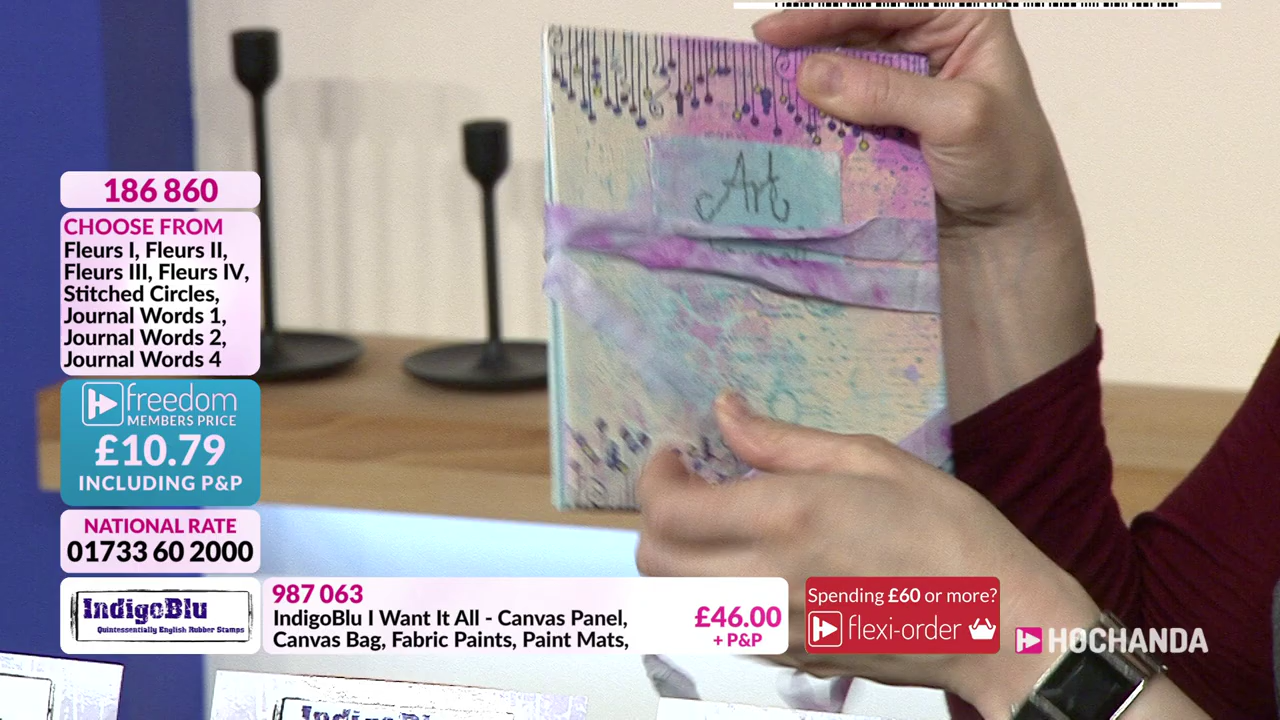 Art
186 860
CHOOSE FROM
Fleurs I, Fleurs II,
Fleurs III, Fleurs IV,
Stitched Circles,
Journal Words 1,
Journal Words 2,
Journal Words 4
freedom
MEMBERS PRICE
£10.79
INCLUDING P&P
NATIONAL RATE
01733 60 2000
IndigoBlu
Quintessentially English Rubber Stamps
987 063
IndigoBlu I Want It All - Canvas Panel,
Canvas Bag, Fabric Paints, Paint Mats,
£46.00
+ P&P
Spending £60 or more?
flexi-order
HOCHANDA